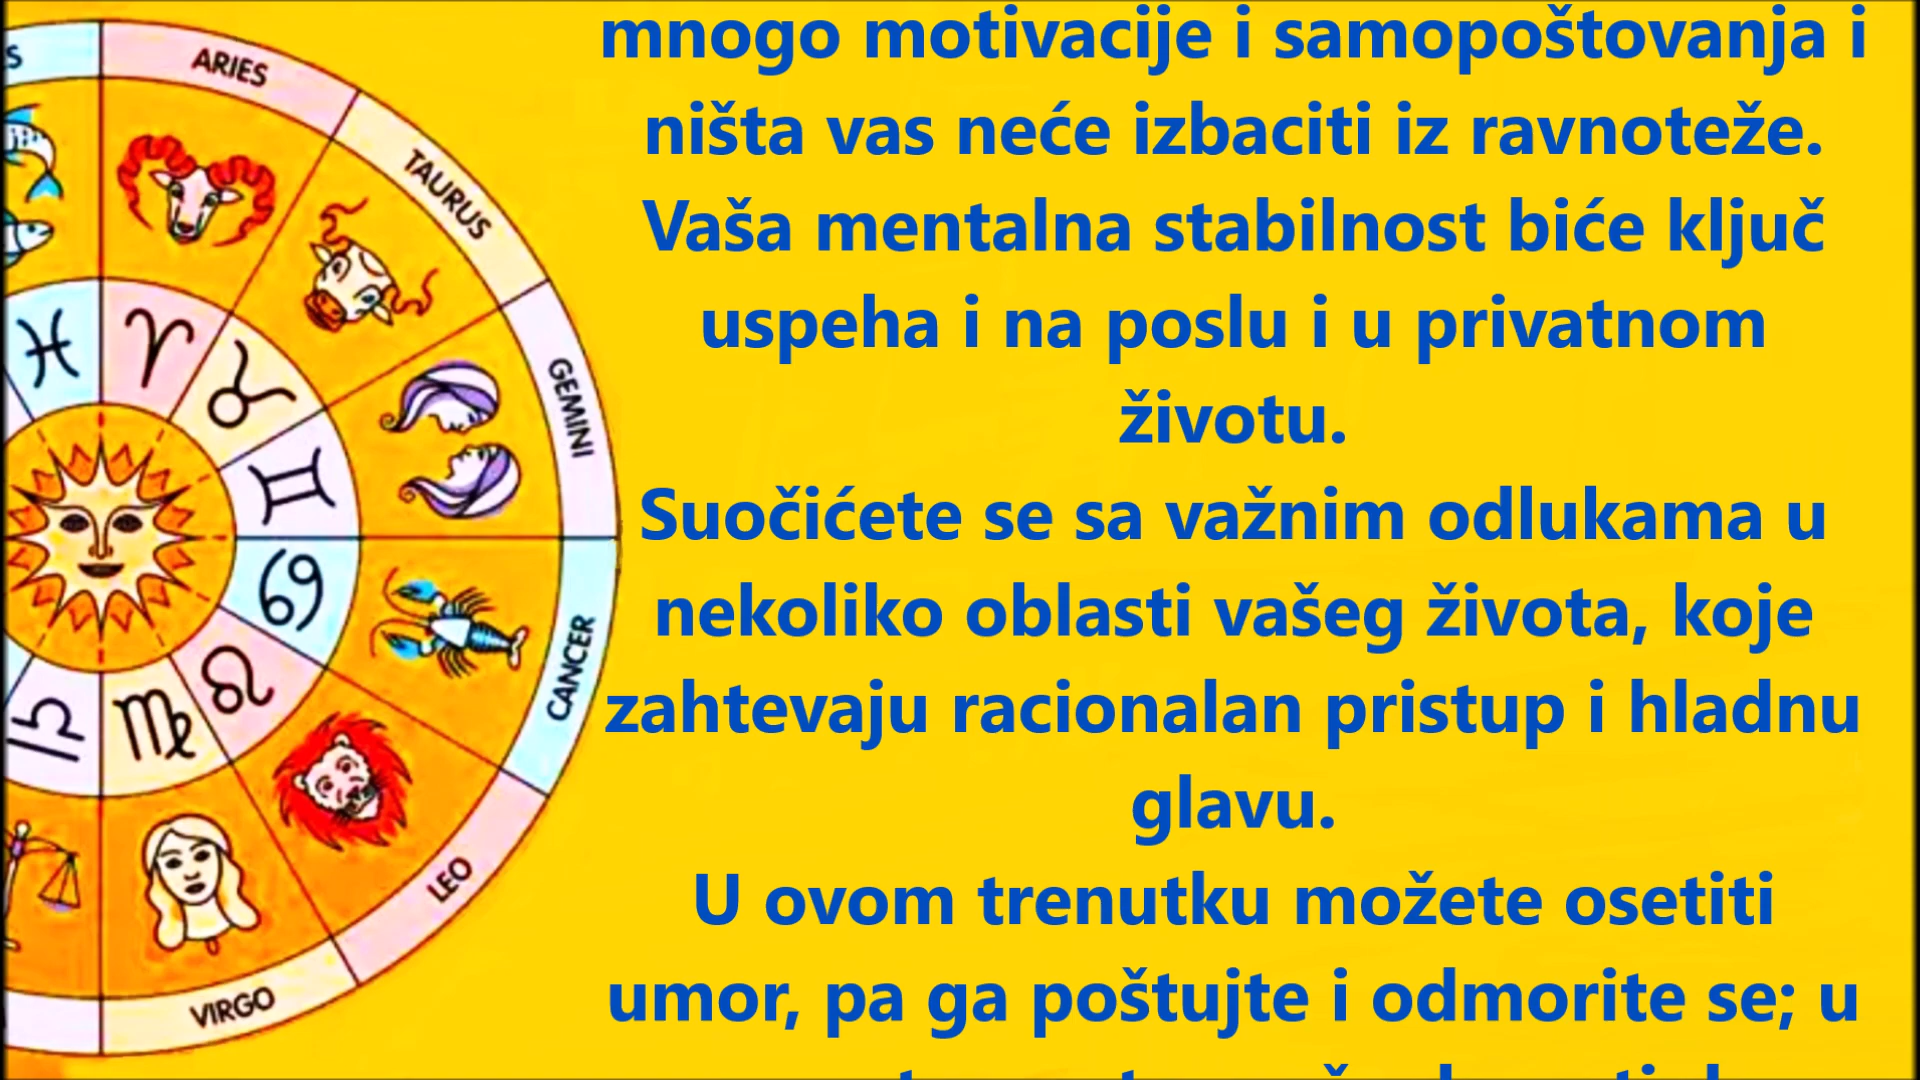 mnogo motivacije i samopoštovanja i
ništa vas neće izbaciti iz ravnoteže.
Vaša mentalna stabilnost biće ključ
uspeha i na poslu i u privatnom
životu.
Suočićete se sa važnim odlukama u
nekoliko oblasti vašeg života, koje
zahtevaju racionalan pristup i hladnu
glavu.
U ovom trenutku možete osetiti
umor, pa ga poštujte i odmorite se; u
S
ARIES
TAURUS
GEMINI
CANCER
LEO
VIRGO